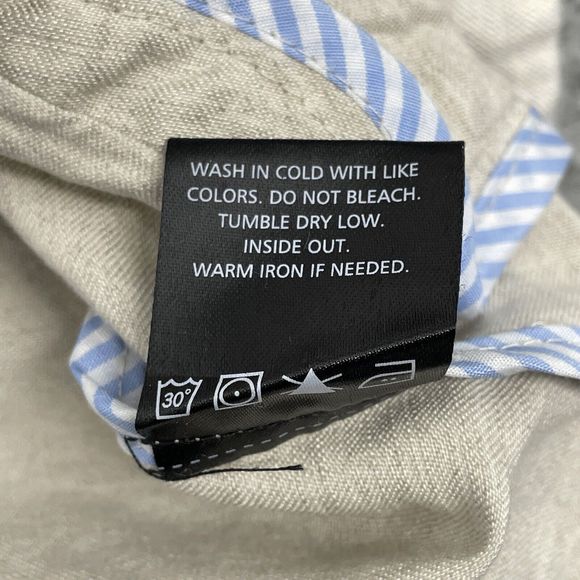 WASH IN COLD WITH LIKE
COLORS. DO NOT BLEACH.
TUMBLE DRY LOW.
INSIDE OUT.
WARM IRON IF NEEDED.
30°